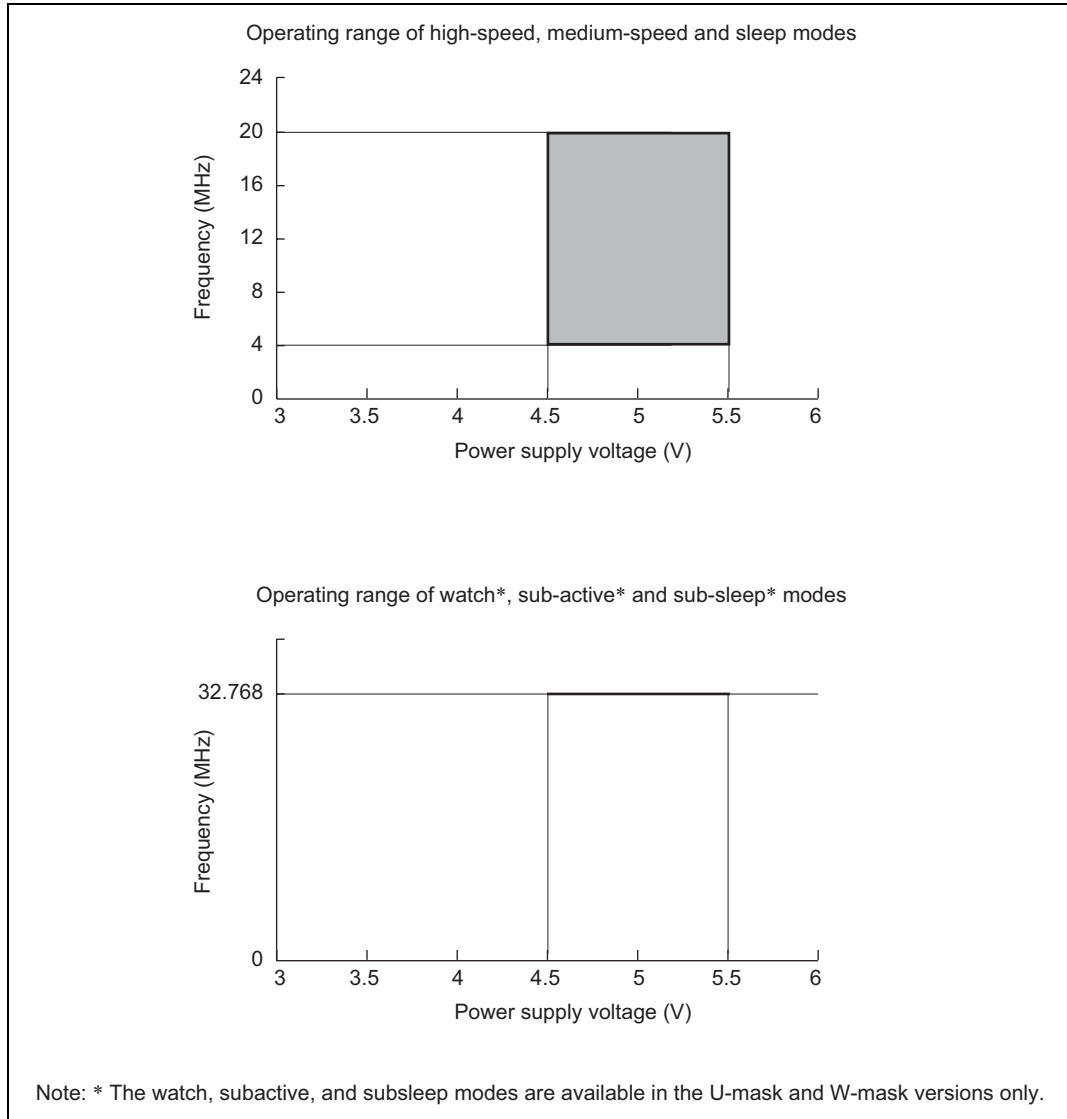 Operating range of high-speed, medium-speed and sleep modes
24
20
16
12
8
4
0
Frequency (MHz)
3 3.5 4 4.5 5 5.5 6
Power supply voltage (V)
Operating range of watch*, sub-active* and sub-sleep* modes
32.768
0
Frequency (MHz)
3 3.5 4 4.5 5 5.5 6
Power supply voltage (V)
Note: * The watch, subactive, and subsleep modes are available in the U-mask and W-mask versions only.